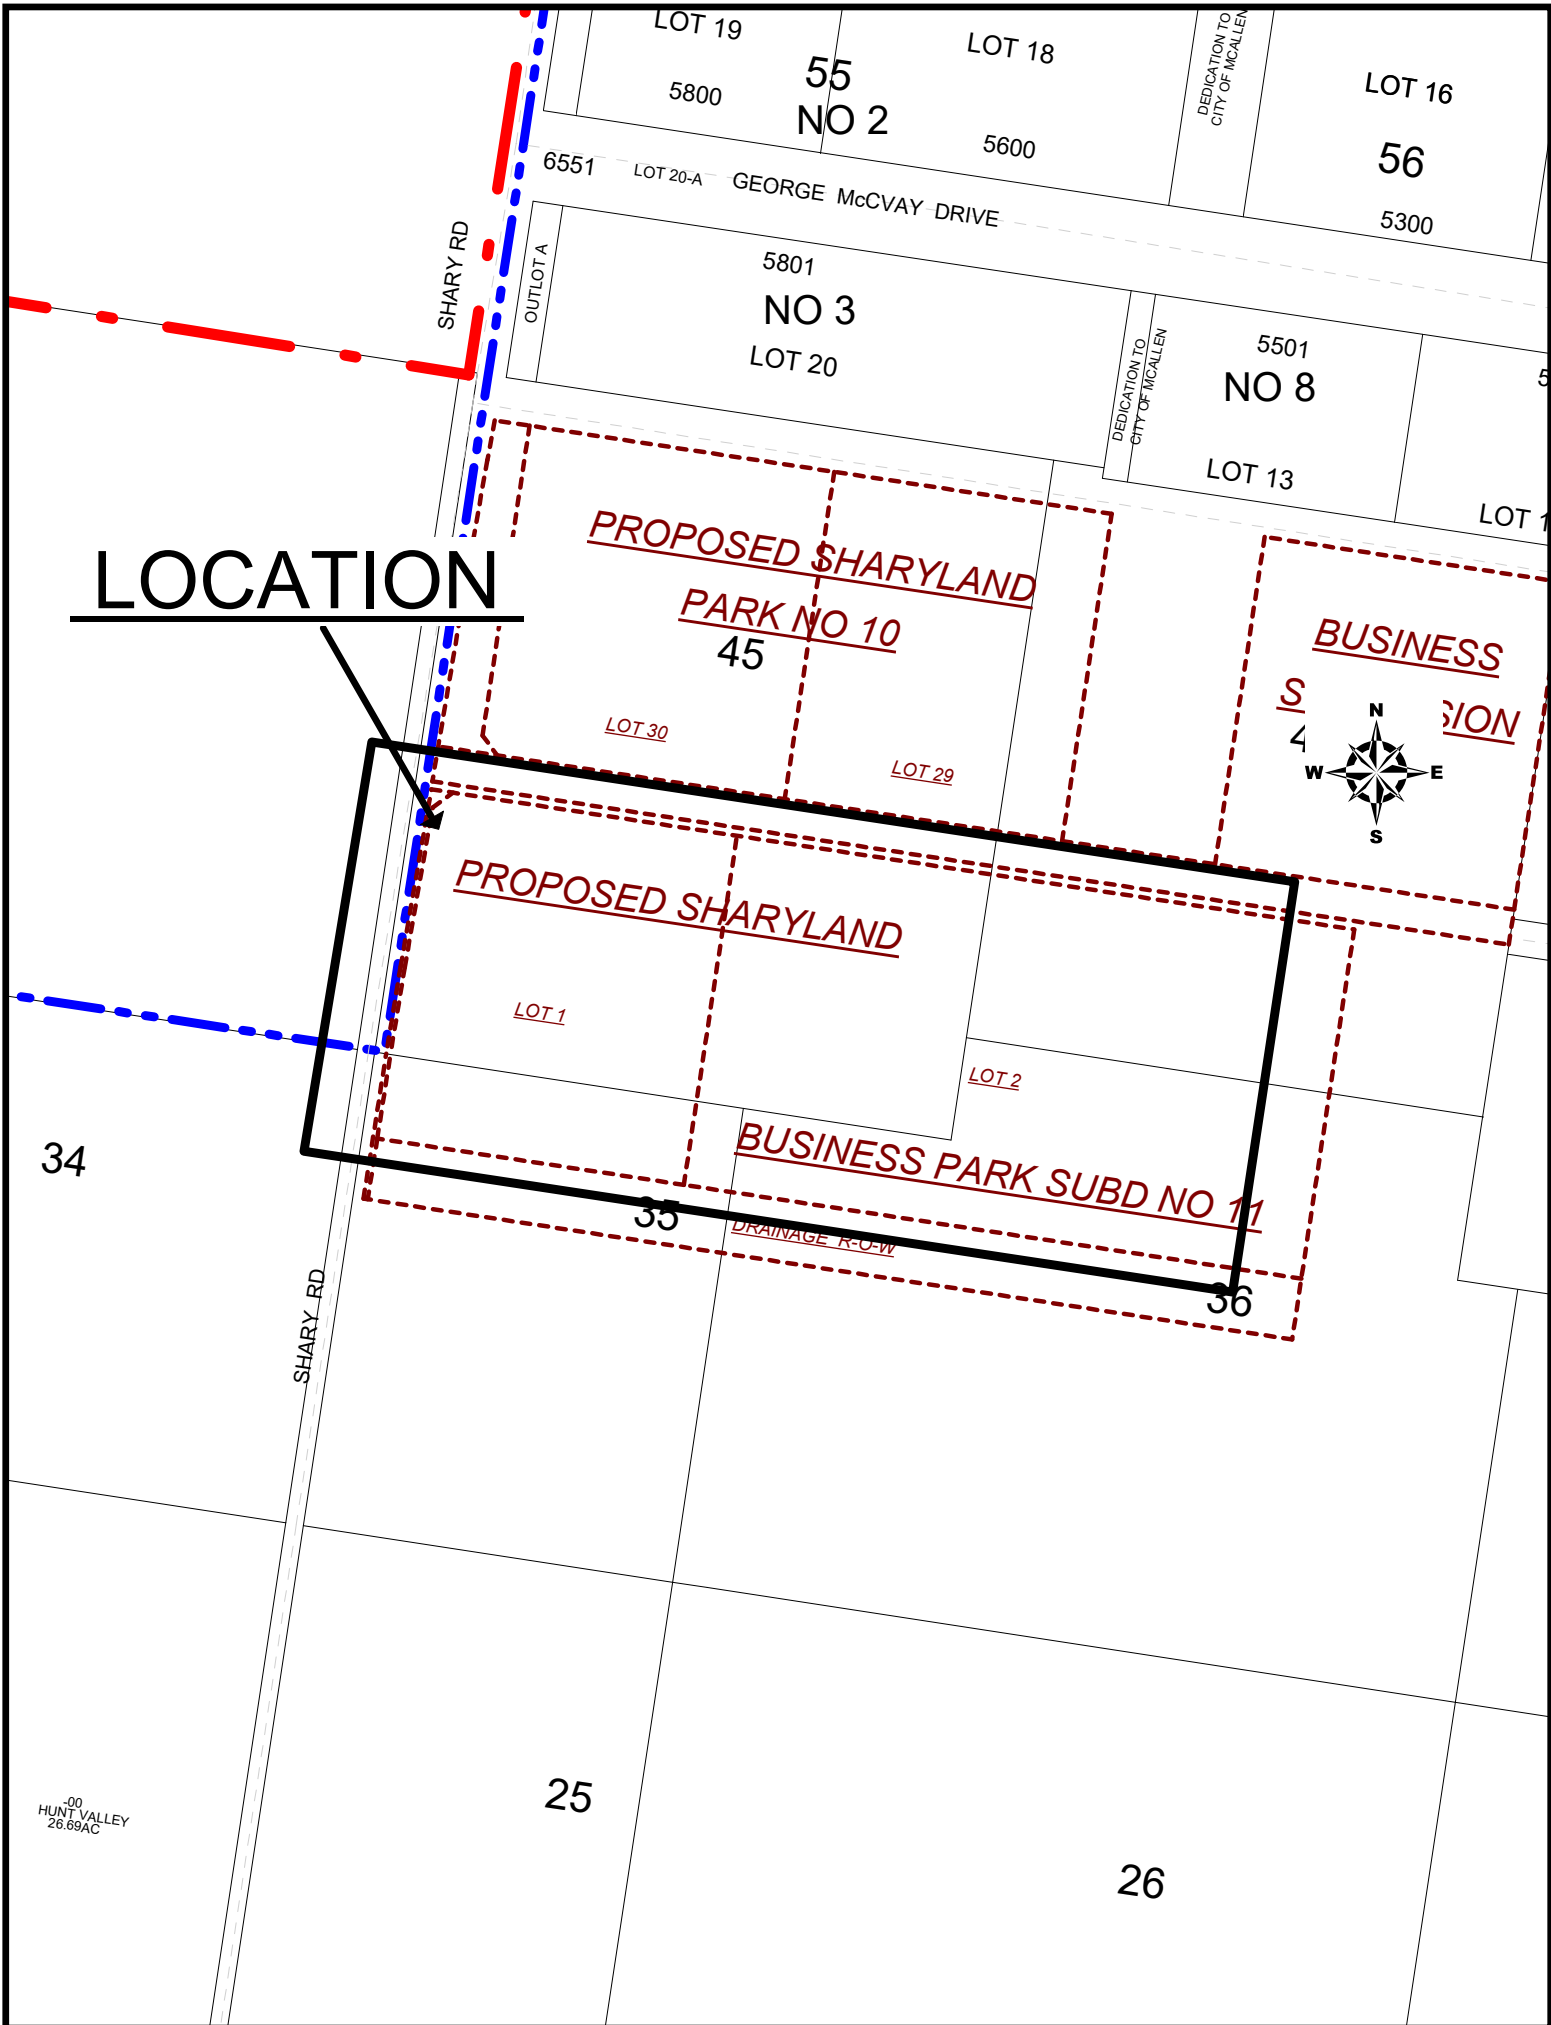 LOT 19
LOT 18
DEDICATION TO
CITY OF MCALLEN
LOT 16
55
5800
NO 2
5600
56
6551
LOT 20-A
GEORGE McCVAY DRIVE
5300
SHARY RD
OUTLOT A
5801
NO 3
LOT 20
DEDICATION TO
CITY OF MCALLEN
5501
NO 8
LOT 13
LOT 1
PROPOSED SHARYLAND
PARK NO 10
45
LOCATION
LOT 30
LOT 29
BUSINESS
N
W
E
S
PROPOSED SHARYLAND
LOT 1
LOT 2
BUSINESS PARK SUBD NO 11
34
35
DRAINAGE R-O-W
36
SHARY RD
25
26
-00
HUNT VALLEY
26.69AC